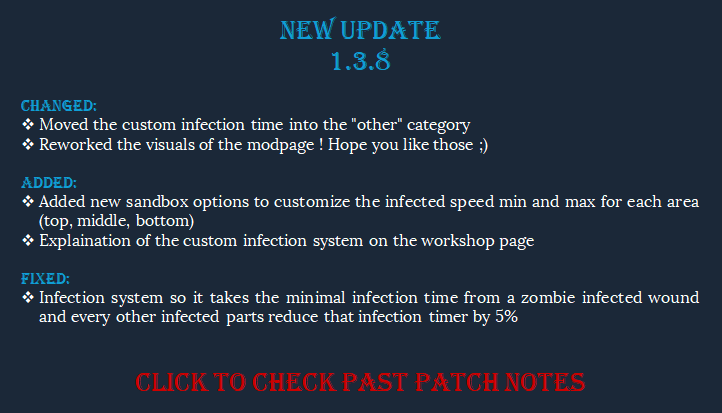 NEW UPDATE
1.3.8
CHANGED:
❖ Moved the custom infection time into the "other" category
❖ Reworked the visuals of the modpage ! Hope you like those ;)
ADDED:
❖ Added new sandbox options to customize the infected speed min and max for each area
(top, middle, bottom)
❖ Explaination of the custom infection system on the workshop page
FIXED:
❖ Infection system so it takes the minimal infection time from a zombie infected wound
and every other infected parts reduce that infection timer by 5%
CLICK TO CHECK PAST PATCH NOTES